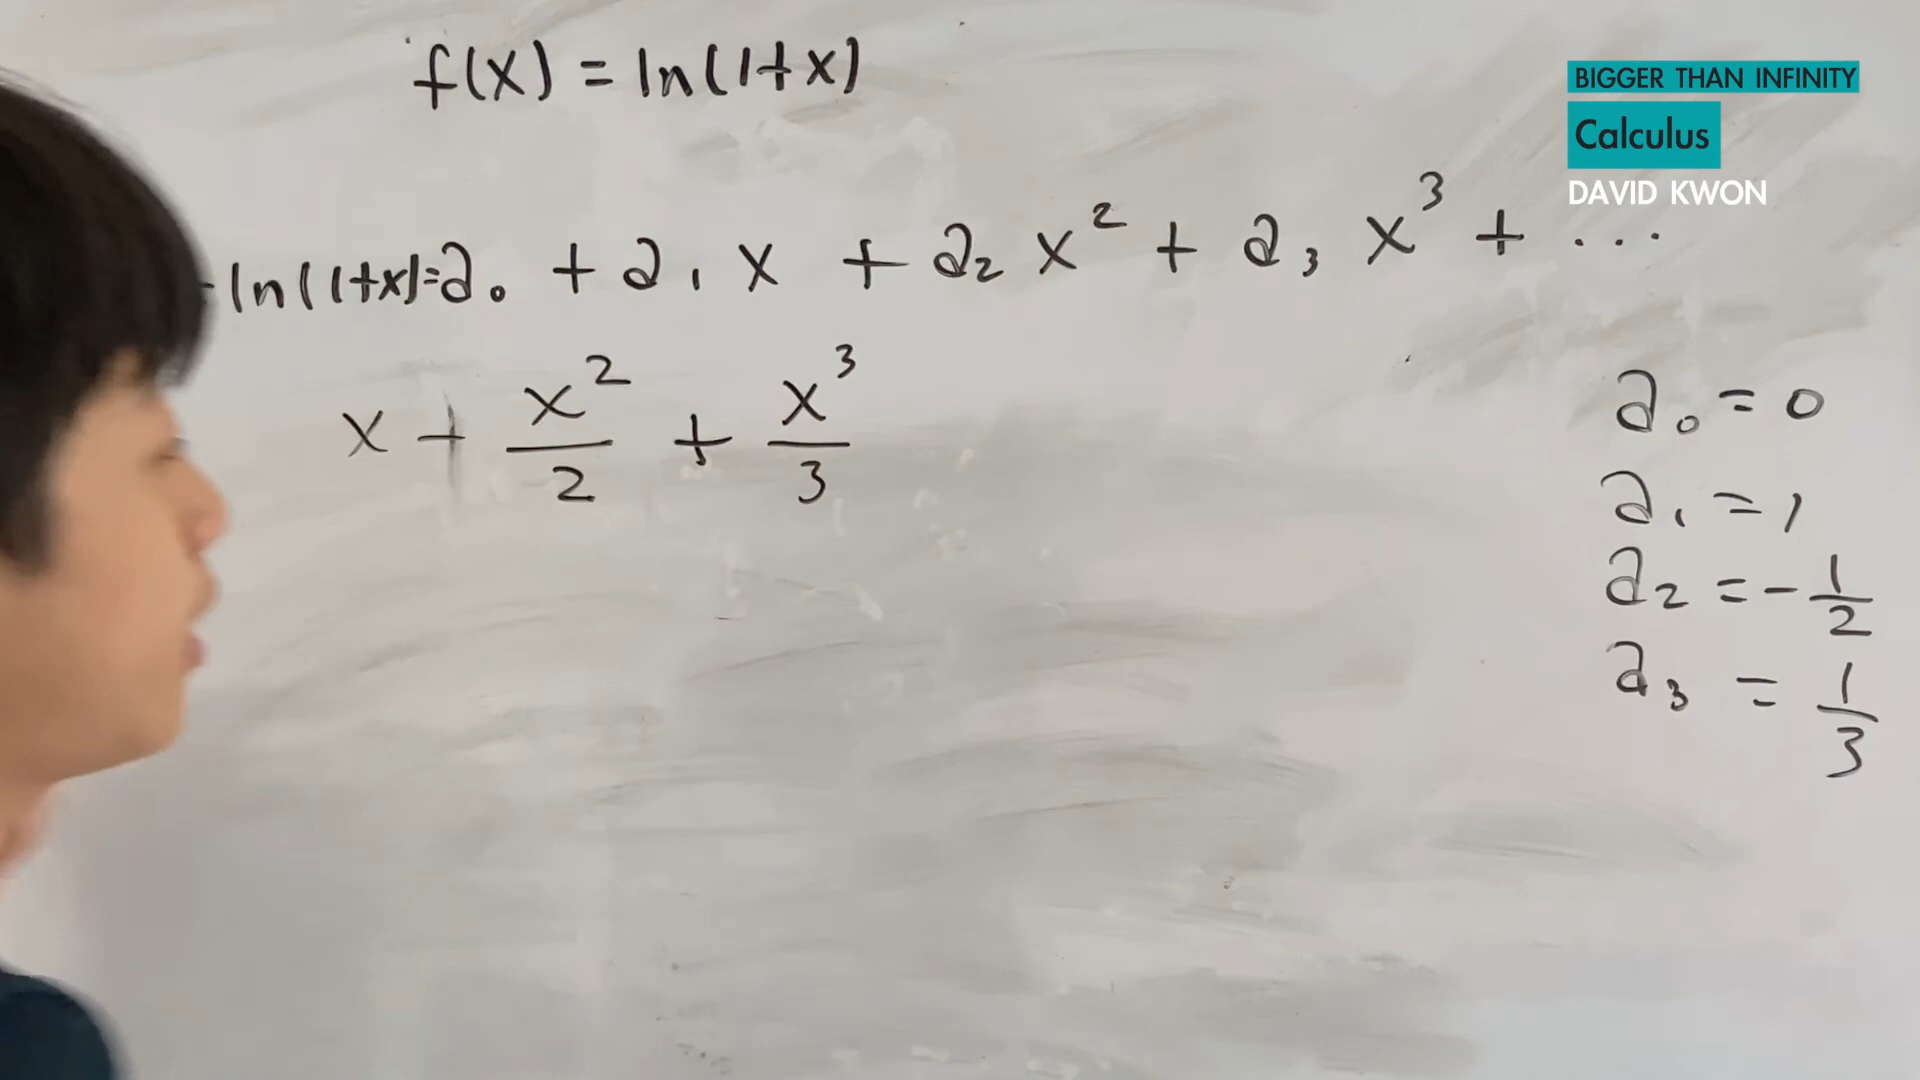 f(x) = ln(1+x)
BIGGER THAN INFINITY
Calculus
DAVID KWON
ln(1+x)=a₀ + a₁x + a₂x² + a₃x³ + ...
x + x²/2 + x³/3
a₀ = 0
a₁ = 1
a₂ = -1/2
a₃ = 1/3